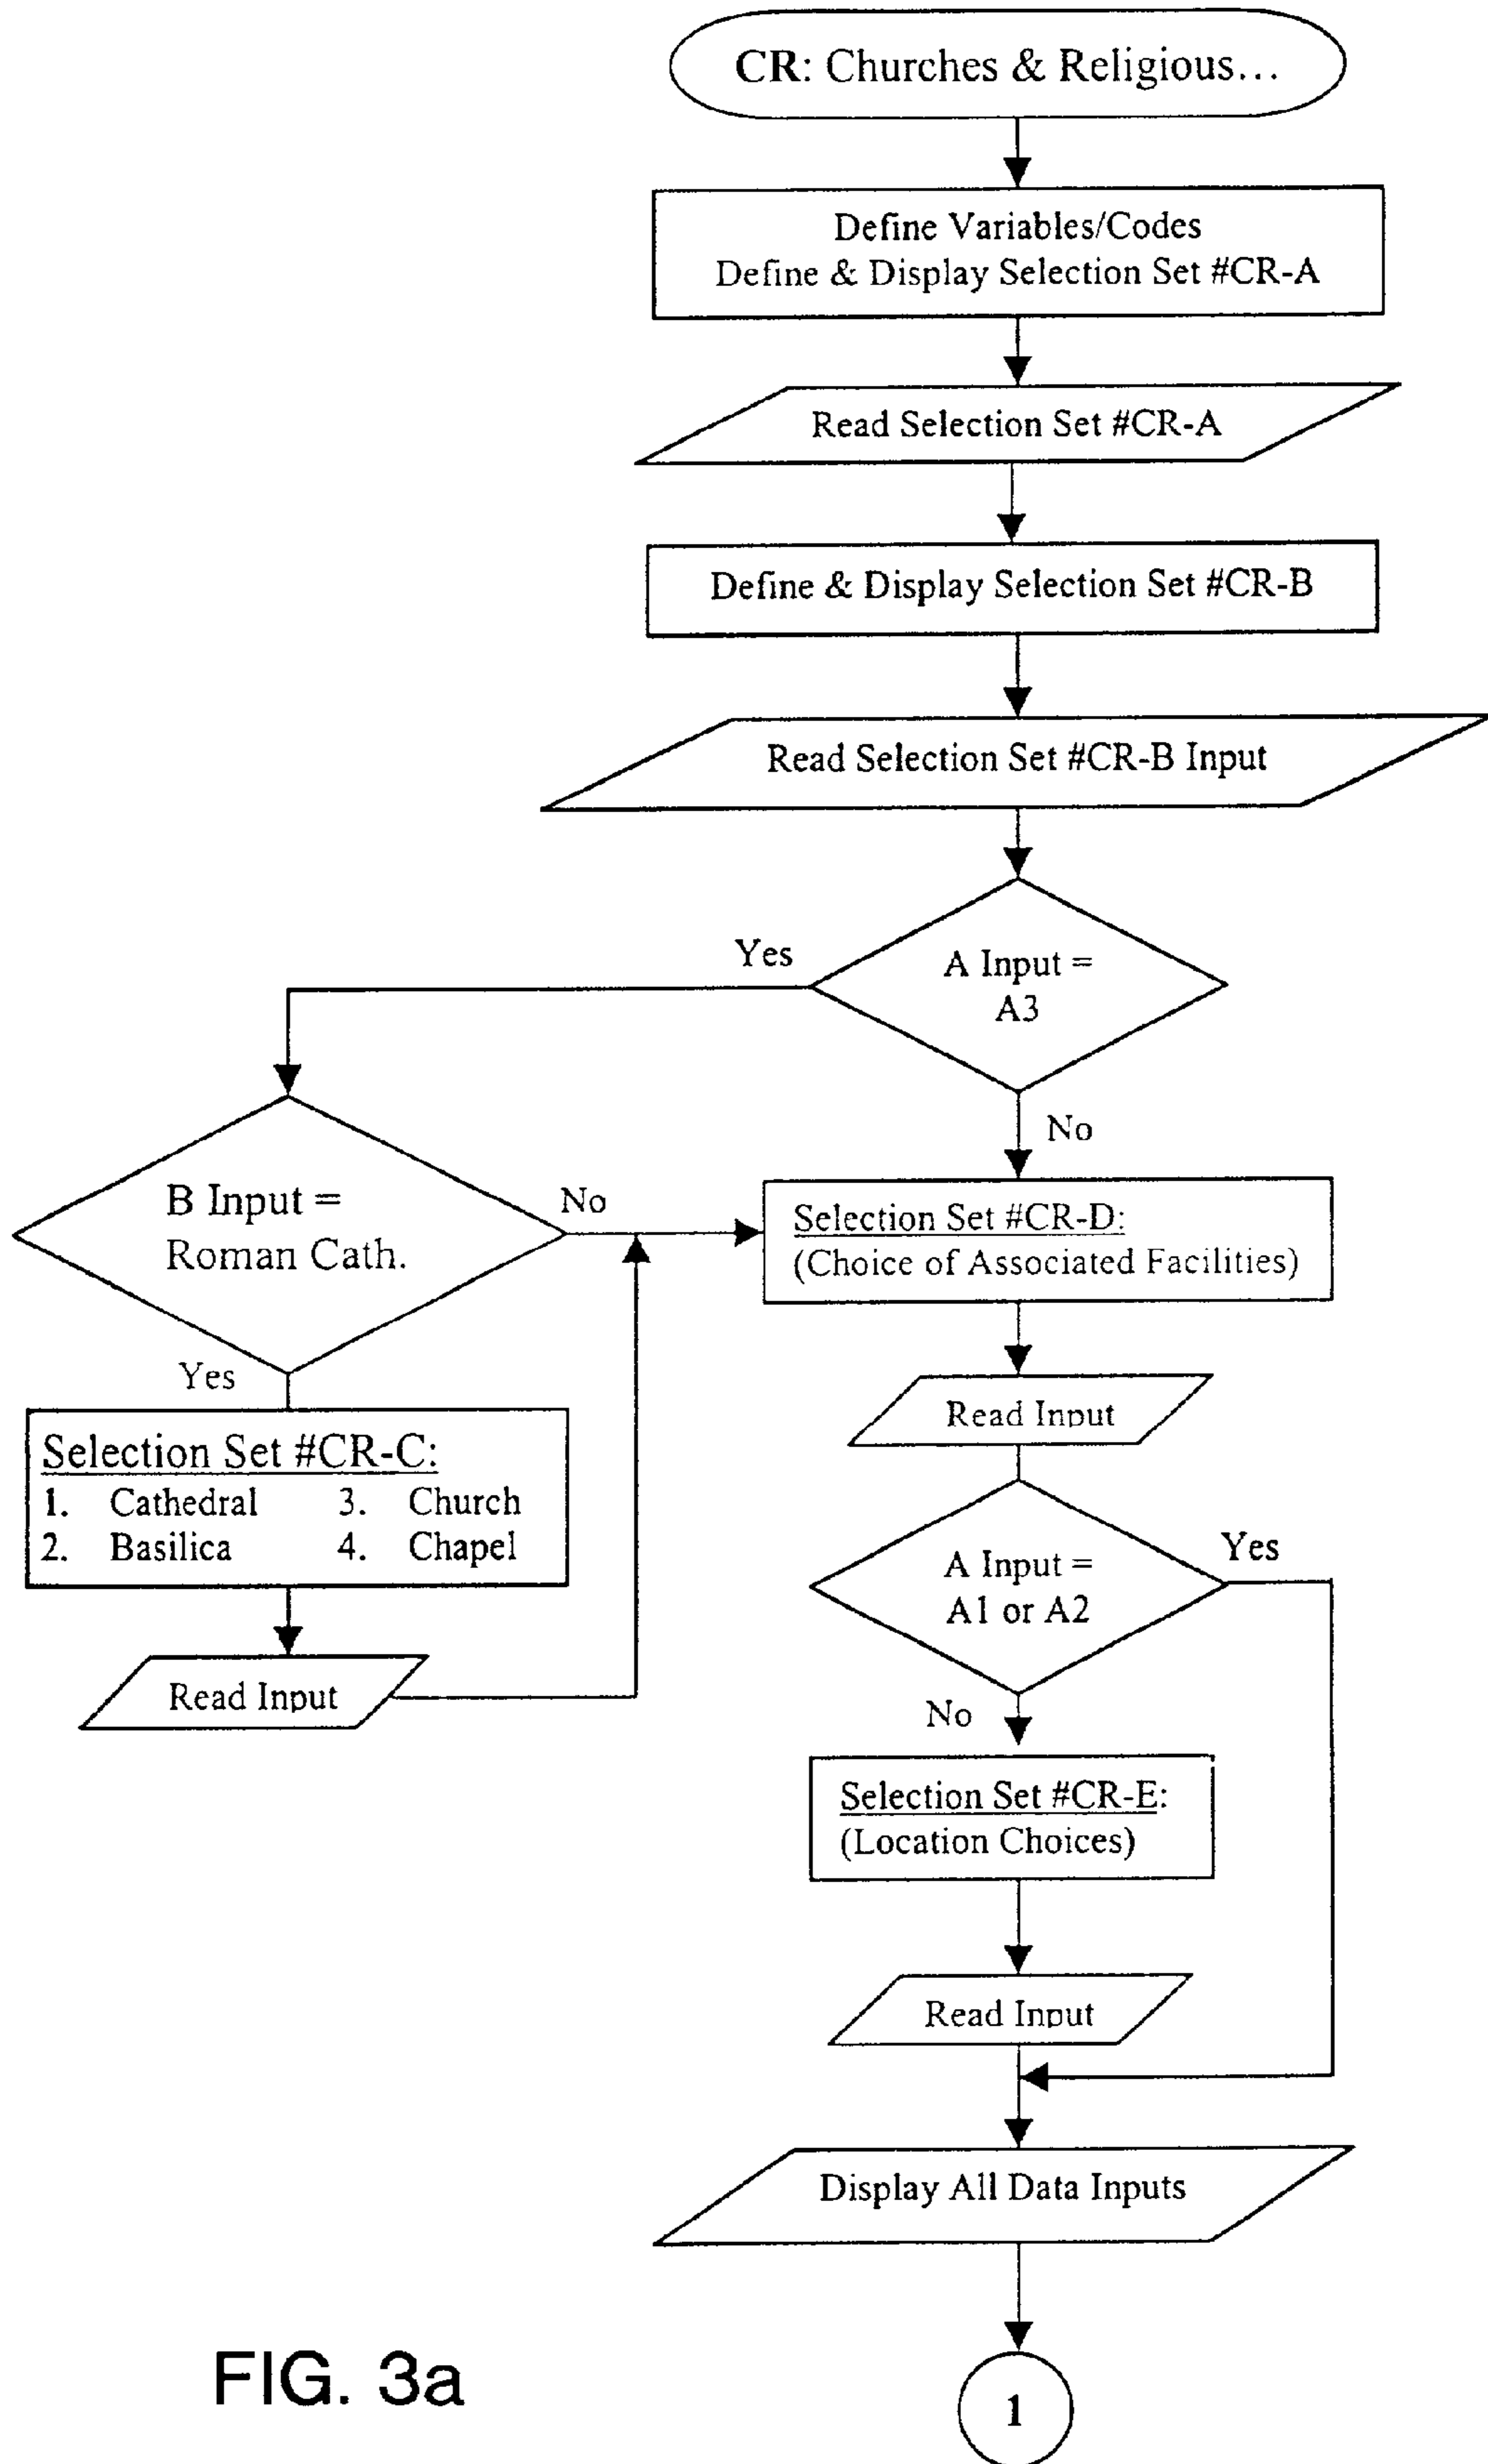 CR: Churches & Religious...
Define Variables/Codes
Define & Display Selection Set #CR-A
Read Selection Set #CR-A
Define & Display Selection Set #CR-B
Read Selection Set #CR-B Input
A Input =
A3
Yes
No
B Input =
Roman Cath.
No
Yes
Selection Set #CR-C:
1. Cathedral 3. Church
2. Basilica 4. Chapel
Read Input
Selection Set #CR-D:
(Choice of Associated Facilities)
Read Input
A Input =
A1 or A2
Yes
No
Selection Set #CR-E:
(Location Choices)
Read Input
Display All Data Inputs
1
FIG. 3a